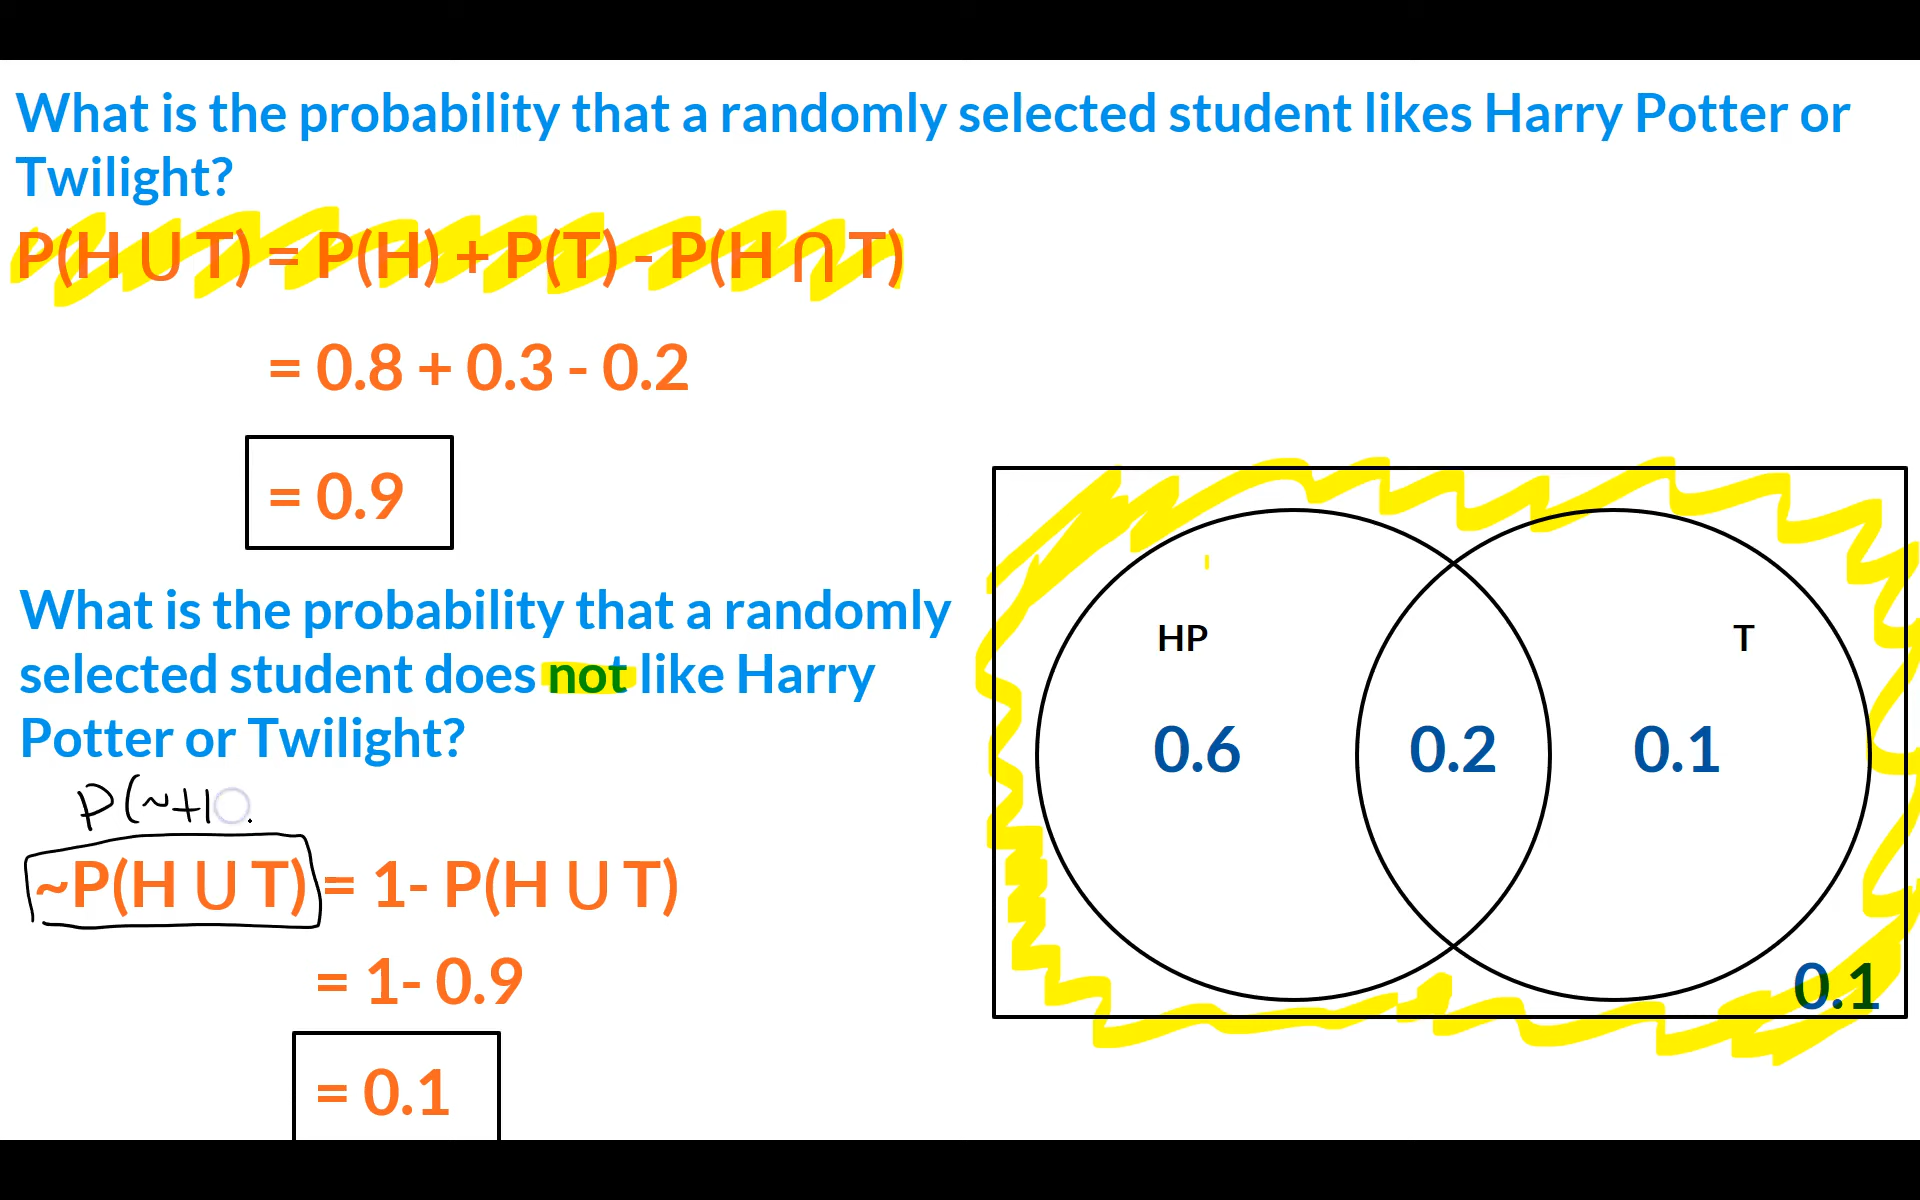 What is the probability that a randomly selected student likes Harry Potter or
Twilight?
P(H ∪ T) = P(H) + P(T) - P(H ∩ T)
= 0.8 + 0.3 - 0.2
= 0.9
What is the probability that a randomly
selected student does not like Harry
Potter or Twilight?
P(~
~P(H ∪ T) = 1- P(H ∪ T)
= 1- 0.9
= 0.1
HP
T
0.6
0.2
0.1
0.1